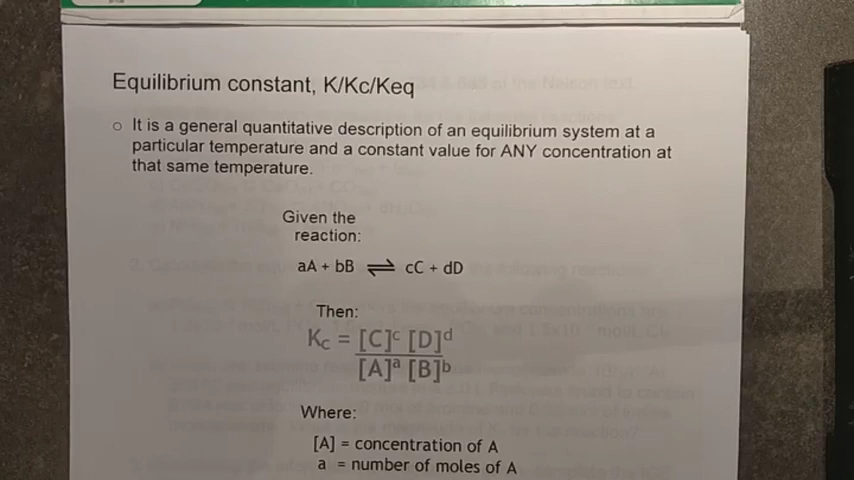 Equilibrium constant, K/Kc/Keq
o It is a general quantitative description of an equilibrium system at a
particular temperature and a constant value for ANY concentration at
that same temperature.
Given the
reaction:
aA + bB ⇌ cC + dD
Then:
Kc = [C]ᶜ [D]ᵈ
[A]ᵃ [B]ᵇ
Where:
[A] = concentration of A
a = number of moles of A